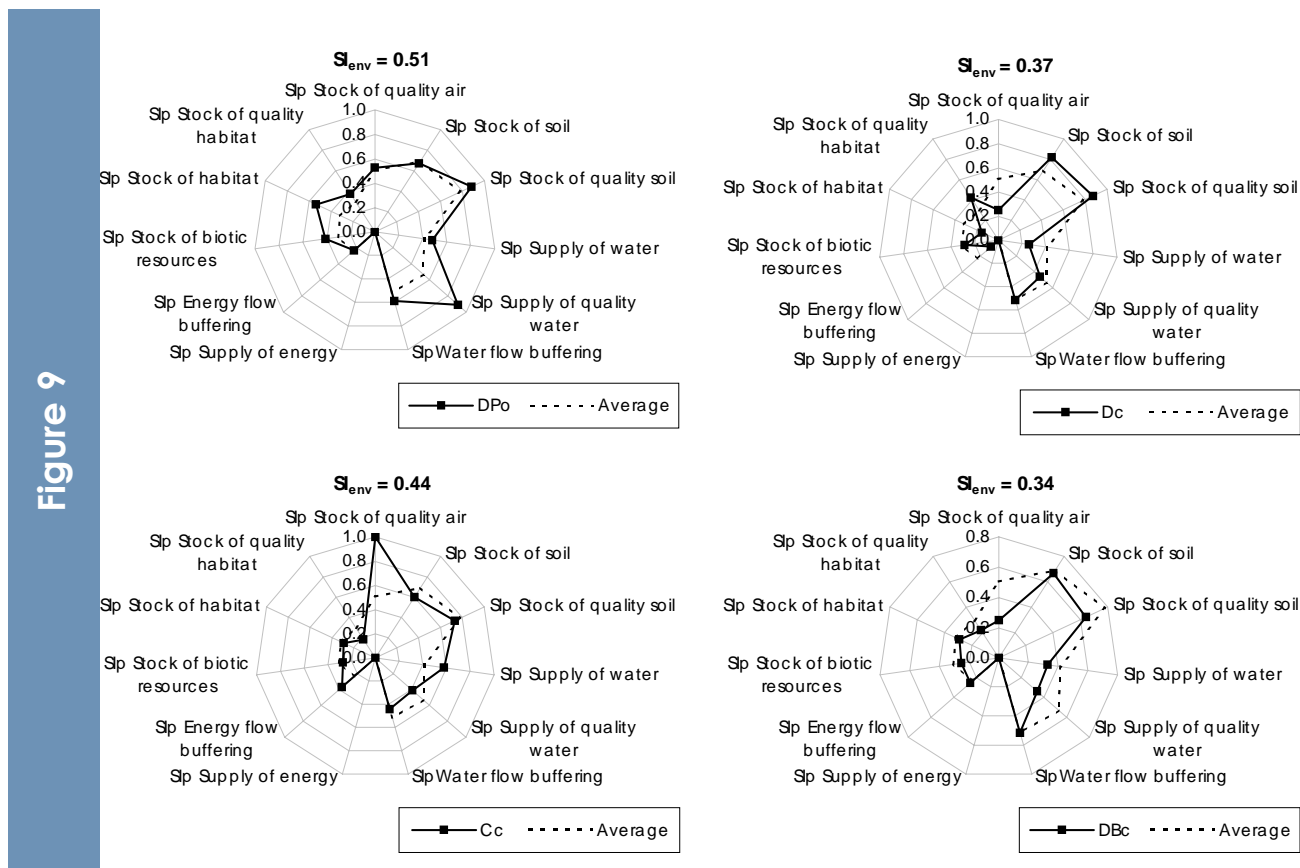 Figure 9
SI_env = 0.51
SIp Stock of quality air
SIp Stock of soil
SIp Stock of quality soil
SIp Supply of water
SIp Supply of quality
water
SIp Water flow buffering
SIp Supply of energy
SIp Energy flow
buffering
SIp Stock of biotic
resources
SIp Stock of habitat
SIp Stock of quality
habitat
1.0
0.8
0.6
0.4
0.2
0.0
DPo
Average
SI_env = 0.37
SIp Stock of quality air
SIp Stock of soil
SIp Stock of quality soil
SIp Supply of water
SIp Supply of quality
water
SIp Water flow buffering
SIp Supply of energy
SIp Energy flow
buffering
SIp Stock of biotic
resources
SIp Stock of habitat
SIp Stock of quality
habitat
1.0
0.8
0.6
0.4
0.2
0.0
Dc
Average
SI_env = 0.44
SIp Stock of quality air
SIp Stock of soil
SIp Stock of quality soil
SIp Supply of water
SIp Supply of quality
water
SIp Water flow buffering
SIp Supply of energy
SIp Energy flow
buffering
SIp Stock of biotic
resources
SIp Stock of habitat
SIp Stock of quality
habitat
1.0
0.8
0.6
0.4
0.2
0.0
Cc
Average
SI_env = 0.34
SIp Stock of quality air
SIp Stock of soil
SIp Stock of quality soil
SIp Supply of water
SIp Supply of quality
water
SIp Water flow buffering
SIp Supply of energy
SIp Energy flow
buffering
SIp Stock of biotic
resources
SIp Stock of habitat
SIp Stock of quality
habitat
0.8
0.6
0.4
0.2
0.0
DBc
Average